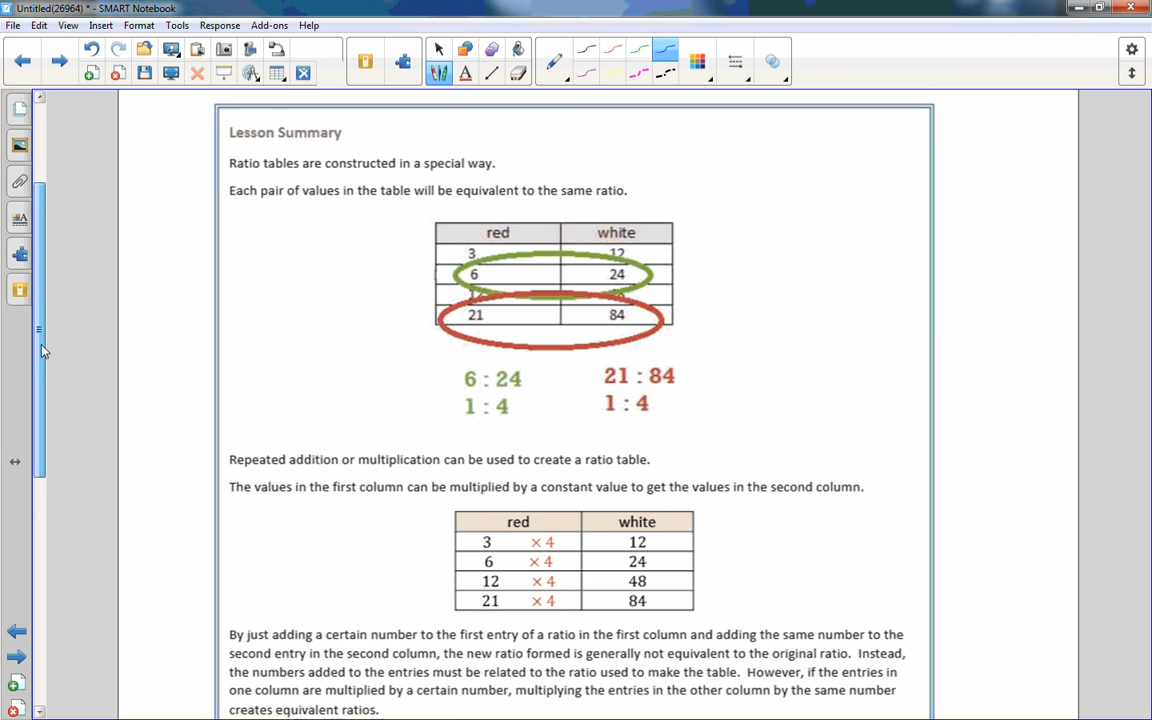 Untitled(26964) * - SMART Notebook
File Edit View Insert Format Tools Response Add-ons Help
Lesson Summary
Ratio tables are constructed in a special way.
Each pair of values in the table will be equivalent to the same ratio.
red white
3 12
6 24
21 84
6 : 24 21 : 84
1 : 4 1 : 4
Repeated addition or multiplication can be used to create a ratio table.
The values in the first column can be multiplied by a constant value to get the values in the second column.
red white
3 × 4 12
6 × 4 24
12 × 4 48
21 × 4 84
By just adding a certain number to the first entry of a ratio in the first column and adding the same number to the
second entry in the second column, the new ratio formed is generally not equivalent to the original ratio. Instead,
the numbers added to the entries must be related to the ratio used to make the table. However, if the entries in
one column are multiplied by a certain number, multiplying the entries in the other column by the same number
creates equivalent ratios.